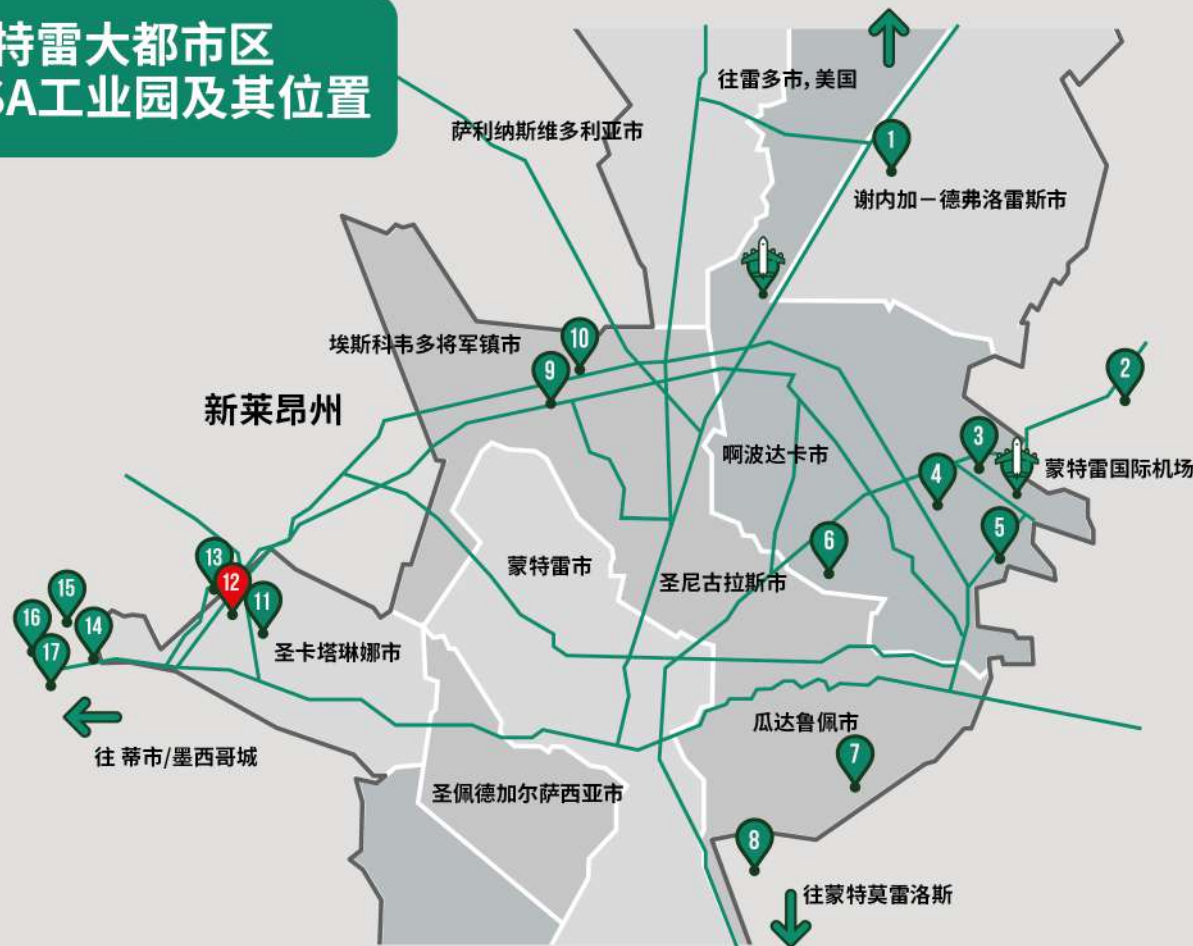 特雷大都市区
SA工业园及其位置
往雷多市,美国
萨利纳斯维多利亚市
1
谢内加－德弗洛雷斯市
埃斯科韦多将军镇市
10
9
2
新莱昂州
3
啊波达卡市
4
蒙特雷国际机场
5
6
蒙特雷市
圣尼古拉斯市
13
12
15
11
16
14
17
圣卡塔琳娜市
瓜达鲁佩市
往 蒂市/墨西哥城
7
圣佩德加尔萨西亚市
8
往蒙特莫雷洛斯